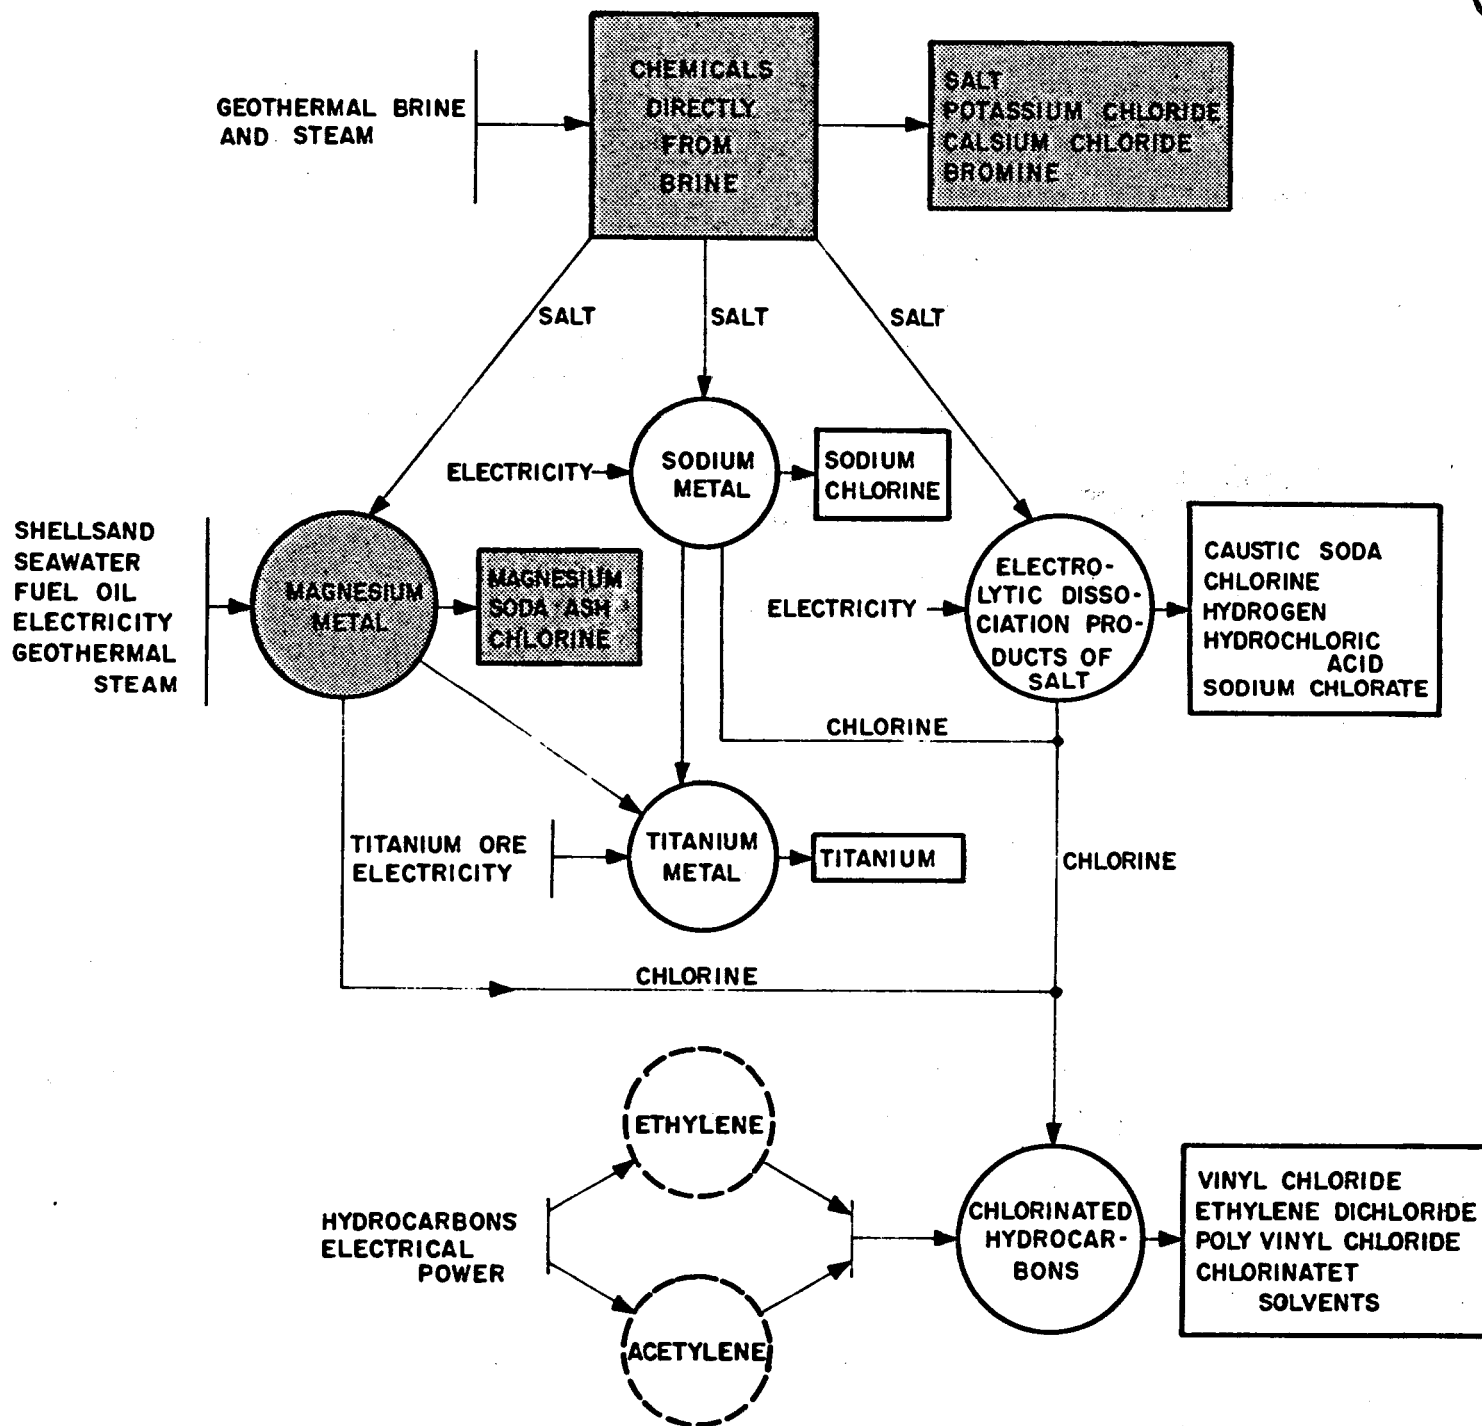 CHEMICALS
DIRECTLY
FROM
BRINE
GEOTHERMAL BRINE
AND STEAM
SALT
POTASSIUM CHLORIDE
CALSIUM CHLORIDE
BROMINE
SALT
SALT
SALT
ELECTRICITY
SODIUM
METAL
SODIUM
CHLORINE
SHELLSAND
SEAWATER
FUEL OIL
ELECTRICITY
GEOTHERMAL
STEAM
MAGNESIUM
METAL
MAGNESIUM
SODA ASH
CHLORINE
ELECTRICITY
ELECTRO-
LYTIC DISSO-
CIATION PRO-
DUCTS OF
SALT
CAUSTIC SODA
CHLORINE
HYDROGEN
HYDROCHLORIC
ACID
SODIUM CHLORATE
CHLORINE
TITANIUM ORE
ELECTRICITY
TITANIUM
METAL
TITANIUM
CHLORINE
CHLORINE
ETHYLENE
HYDROCARBONS
ELECTRICAL
POWER
ACETYLENE
CHLORINATED
HYDROCAR-
BONS
VINYL CHLORIDE
ETHYLENE DICHLORIDE
POLY VINYL CHLORIDE
CHLORINATET
SOLVENTS